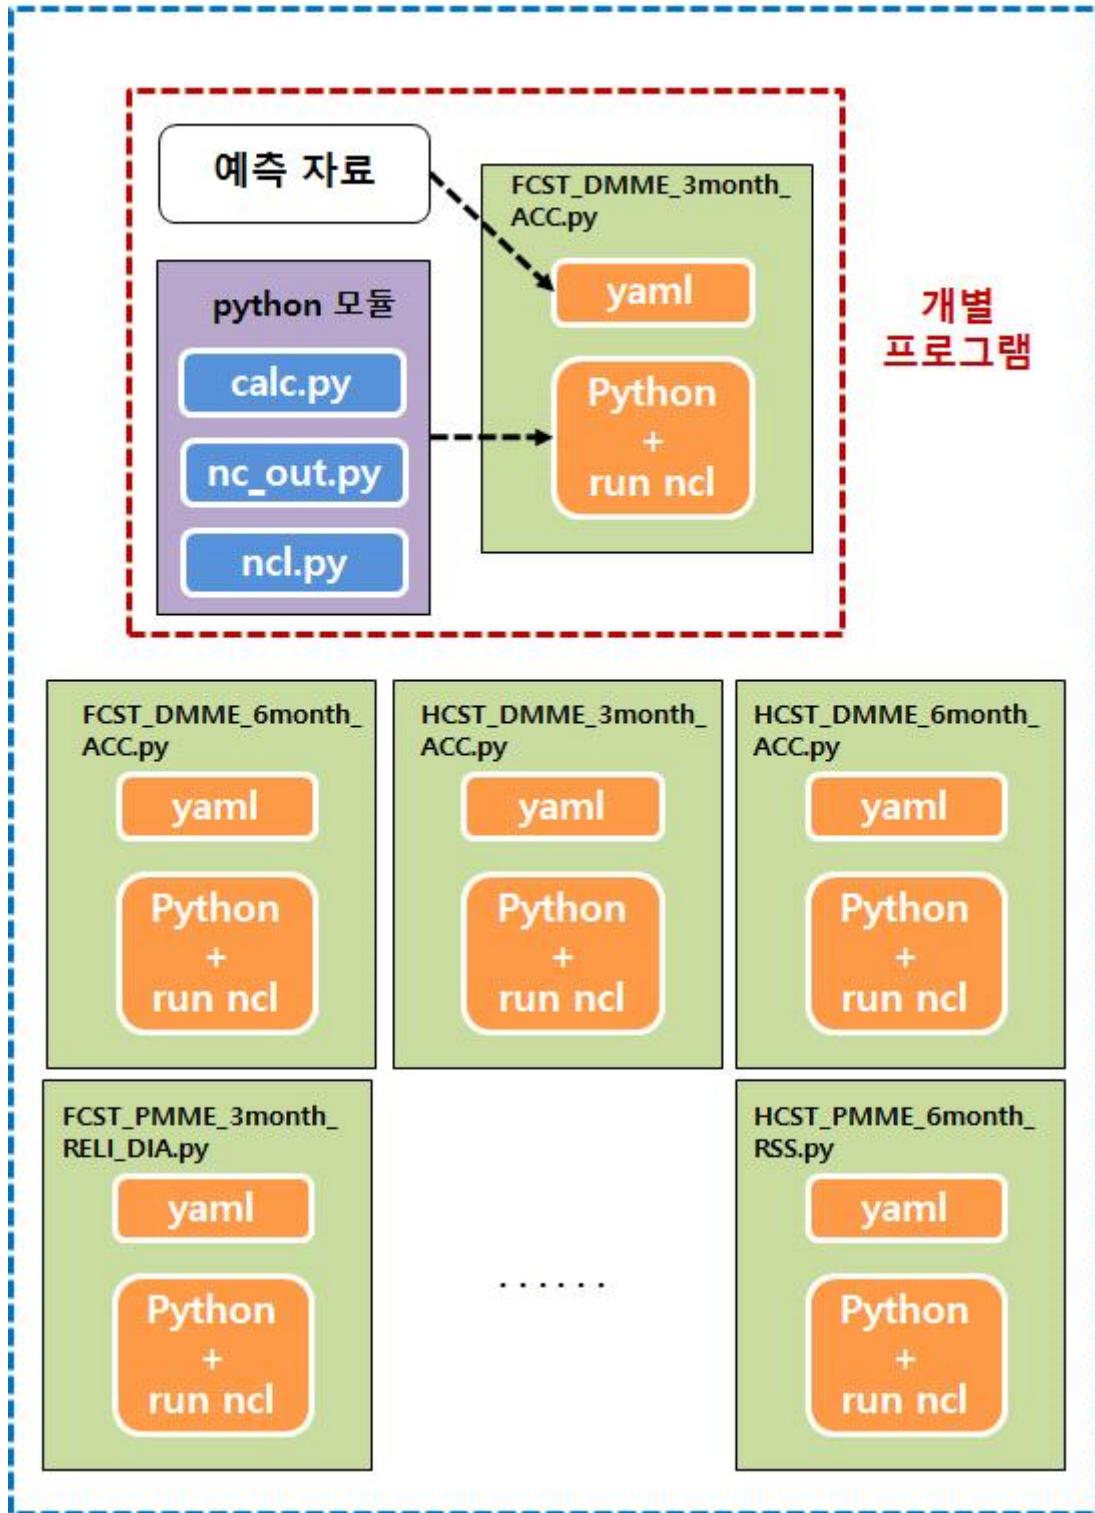 예측 자료
FCST_DMME_3month_
ACC.py
yaml
python 모듈
calc.py
nc_out.py
ncl.py
Python
+
run ncl
개별
프로그램
FCST_DMME_6month_
ACC.py
yaml
Python
+
run ncl
HCST_DMME_3month_
ACC.py
yaml
Python
+
run ncl
HCST_DMME_6month_
ACC.py
yaml
Python
+
run ncl
FCST_PMME_3month_
RELI_DIA.py
yaml
Python
+
run ncl
......
HCST_PMME_6month_
RSS.py
yaml
Python
+
run ncl